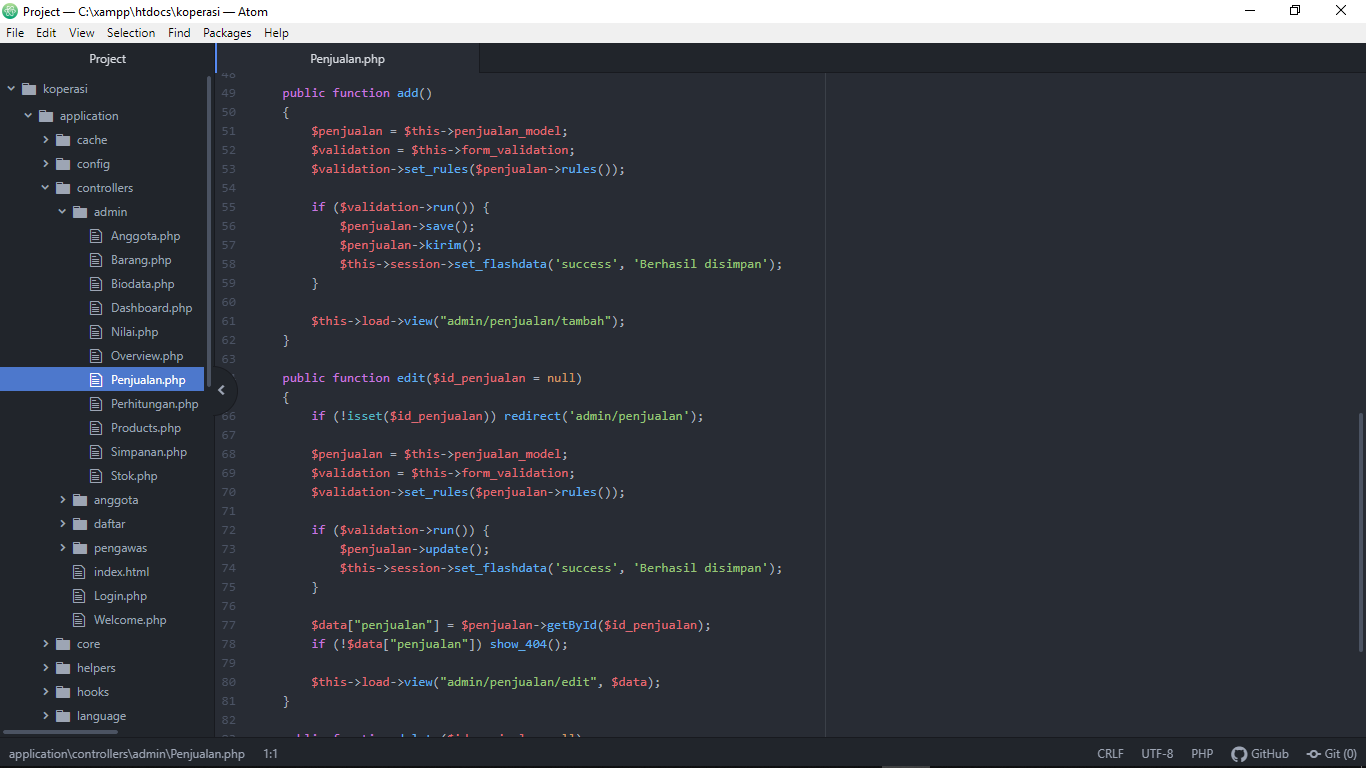 Project — C:\xampp\htdocs\koperasi — Atom
File Edit View Selection Find Packages Help
Project
Penjualan.php
koperasi
application
cache
config
controllers
admin
Anggota.php
Barang.php
Biodata.php
Dashboard.php
Nilai.php
Overview.php
Penjualan.php
Perhitungan.php
Products.php
Simpanan.php
Stok.php
anggota
daftar
pengawas
index.html
Login.php
Welcome.php
core
helpers
hooks
language
48
49 public function add()
50 {
51 $penjualan = $this->penjualan_model;
52 $validation = $this->form_validation;
53 $validation->set_rules($penjualan->rules());
54
55 if ($validation->run()) {
56 $penjualan->save();
57 $penjualan->kirim();
58 $this->session->set_flashdata('success', 'Berhasil disimpan');
59 }
60
61 $this->load->view("admin/penjualan/tambah");
62 }
63
public function edit($id_penjualan = null)
{
66 if (!isset($id_penjualan)) redirect('admin/penjualan');
67
68 $penjualan = $this->penjualan_model;
69 $validation = $this->form_validation;
70 $validation->set_rules($penjualan->rules());
71
72 if ($validation->run()) {
73 $penjualan->update();
74 $this->session->set_flashdata('success', 'Berhasil disimpan');
75 }
76
77 $data["penjualan"] = $penjualan->getById($id_penjualan);
78 if (!$data["penjualan"]) show_404();
79
80 $this->load->view("admin/penjualan/edit", $data);
81 }
82
application\controllers\admin\Penjualan.php 1:1 CRLF UTF-8 PHP GitHub Git (0)